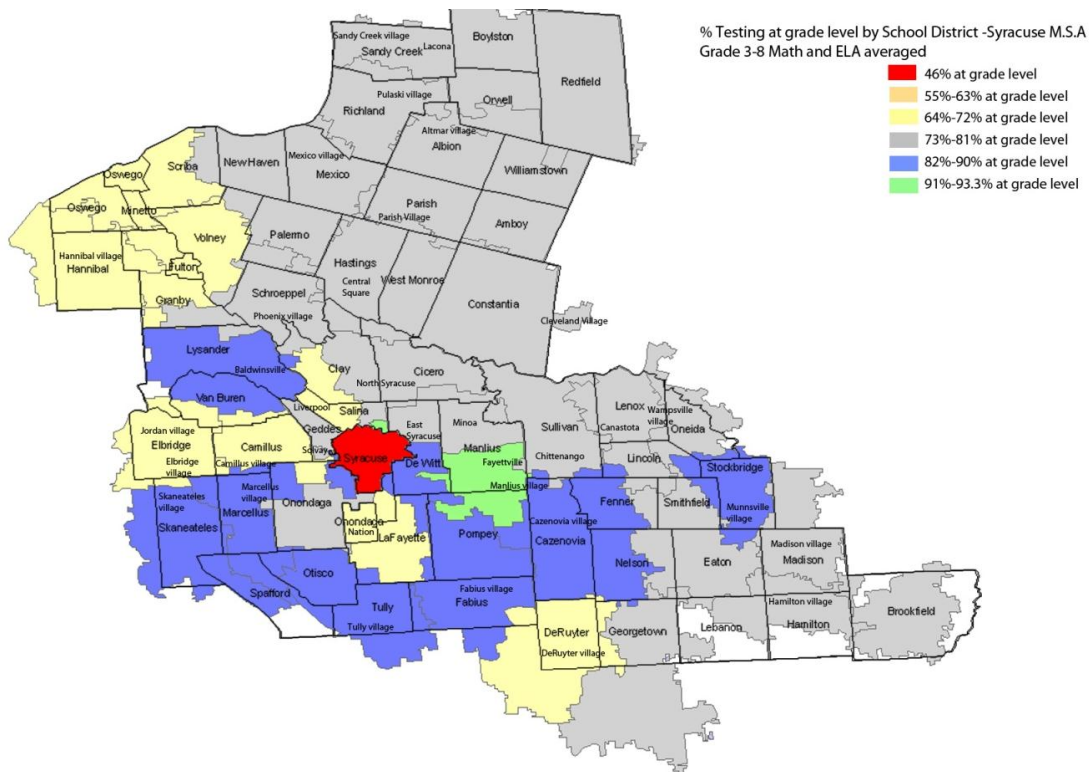 % Testing at grade level by School District -Syracuse M.S.A
Grade 3-8 Math and ELA averaged
46% at grade level
55%-63% at grade level
64%-72% at grade level
73%-81% at grade level
82%-90% at grade level
91%-93.3% at grade level
Sandy Creek village
Lacona
Sandy Creek
Boylston
Redfield
Pulaski village
Richland
Orwell
Altmar village
Albion
Scriba
New Haven
Mexico village
Mexico
Williamstown
Oswego
Oswego
Minetto
Parish
Parish Village
Amboy
Volney
Palermo
Hannibal village
Hannibal
Fulton
Hastings
Central
Square
West Monroe
Granby
Schroeppel
Constantia
Phoenix village
Cleveland Village
Lysander
Baldwinsville
Clay
Cicero
North Syracuse
Van Buren
Liverpool
Salina
Lenox
Wampsville
village
Oneida
Canastota
Jordan village
Elbridge
Camillus
Geddes
East
Syracuse
Minoa
Manlius
Sullivan
Solvay
Syracuse
De Witt
Fayettville
Chittenango
Lincoln
Elbridge
village
Camillus village
Stockbridge
Skaneateles
village
Marcellus
village
Manlius village
Onondaga
Fenner
Smithfield
Munnsville
village
Skaneateles
Marcellus
Onondaga
Nation
LaFayette
Pompey
Cazenovia village
Cazenovia
Nelson
Eaton
Madison village
Madison
Otisco
Spafford
Tully
Tully village
Fabius village
Fabius
Hamilton village
Hamilton
Brookfield
DeRuyter
DeRuyter village
Georgetown
Lebanon